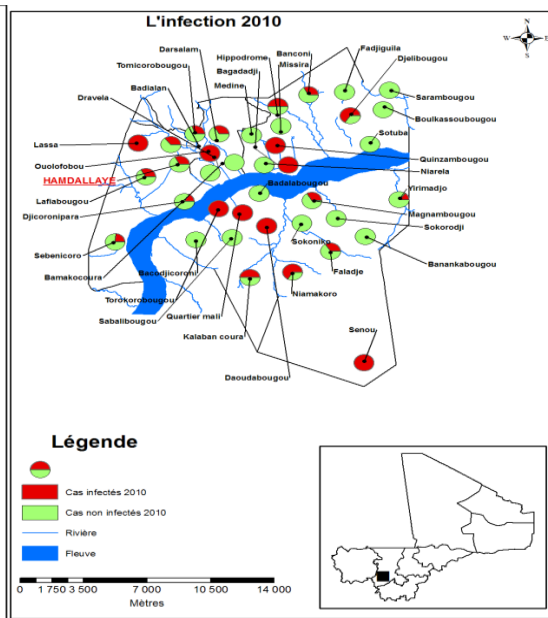 L'infection 2010
N
W E
S
Darsalam
Tomicorobougou
Badialan
Dravela
Hippodrome
Bagadadji
Medine
Banconi
Missira
Fadjiguila
Djelibougou
Sarambougou
Boulkassoubougou
Sotuba
Lassa
Ouolofobou
HAMDALLAYE
Lafiabougou
Djicoronipara
Sebenicoro
Bamakocoura
Quinzambougou
Niarela
Yirimadjo
Badalabougou
Magnambougou
Sokorodji
Banankabougou
Sokoniko
Faladje
Bacodjicoroni
Torokorobougou
Sabalibougou
Quartier mali
Kalaban coura
Niamakoro
Daoudabougou
Senou
Légende
Cas infectés 2010
Cas non infectés 2010
Rivière
Fleuve
0 1 750 3 500 7 000 10 500 14 000
Mètres